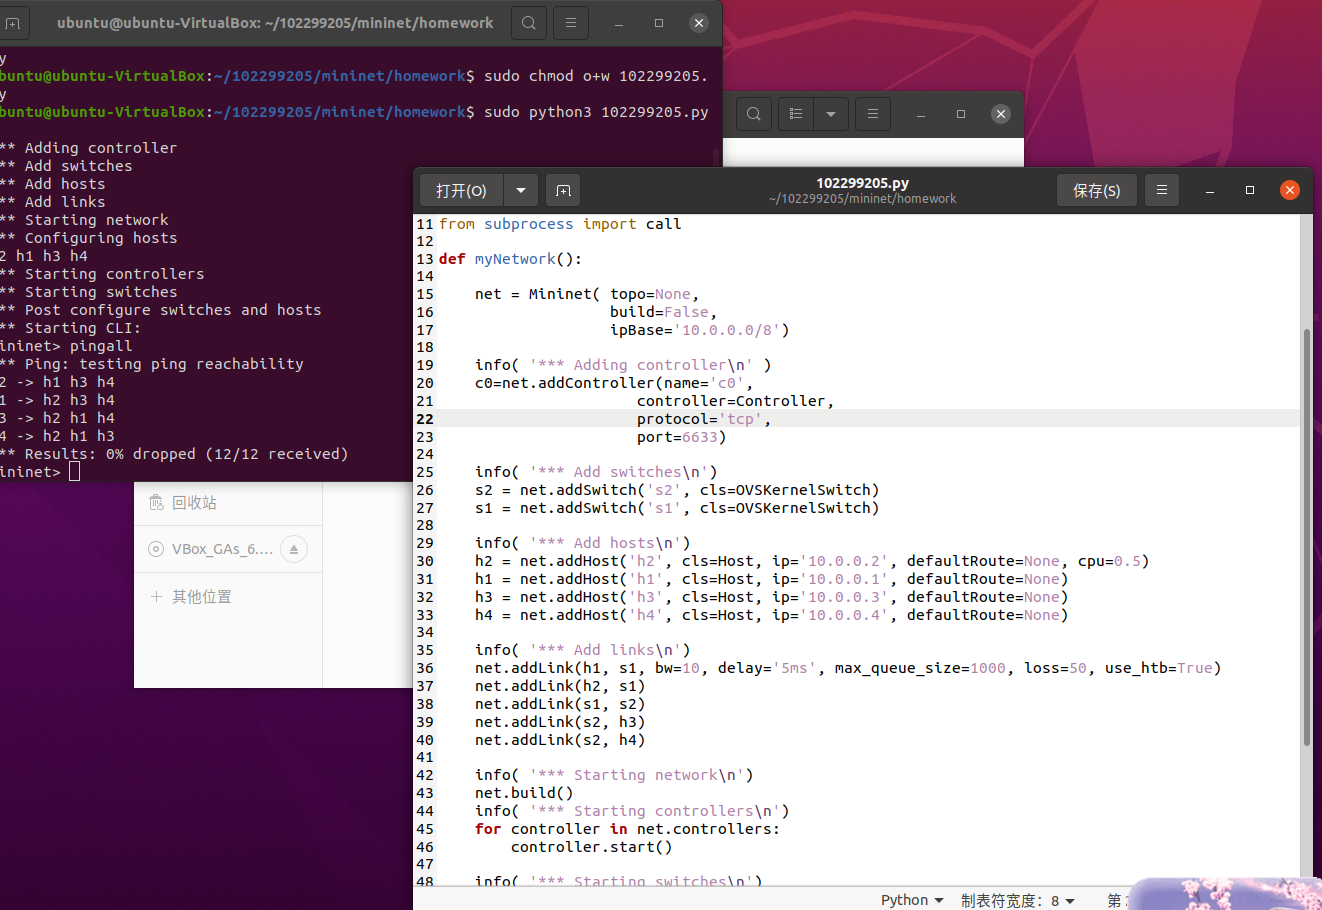 ubuntu@ubuntu-VirtualBox: ~/102299205/mininet/homework
y
buntu@ubuntu-VirtualBox:~/102299205/mininet/homework$ sudo chmod o+w 102299205.
y
buntu@ubuntu-VirtualBox:~/102299205/mininet/homework$ sudo python3 102299205.py
** Adding controller
** Add switches
** Add hosts
** Add links
** Starting network
** Configuring hosts
2 h1 h3 h4
** Starting controllers
** Starting switches
** Post configure switches and hosts
** Starting CLI:
ininet> pingall
** Ping: testing ping reachability
2 -> h1 h3 h4
1 -> h2 h3 h4
3 -> h2 h1 h4
4 -> h2 h1 h3
** Results: 0% dropped (12/12 received)
ininet>
回收站
VBox_GAs_6....
其他位置
打开(O)
102299205.py
~/102299205/mininet/homework
保存(S)
11 from subprocess import call
12
13 def myNetwork():
14
15     net = Mininet( topo=None,
16                    build=False,
17                    ipBase='10.0.0.0/8')
18
19     info( '*** Adding controller\n' )
20     c0=net.addController(name='c0',
21                       controller=Controller,
22                       protocol='tcp',
23                       port=6633)
24
25     info( '*** Add switches\n')
26     s2 = net.addSwitch('s2', cls=OVSKernelSwitch)
27     s1 = net.addSwitch('s1', cls=OVSKernelSwitch)
28
29     info( '*** Add hosts\n')
30     h2 = net.addHost('h2', cls=Host, ip='10.0.0.2', defaultRoute=None, cpu=0.5)
31     h1 = net.addHost('h1', cls=Host, ip='10.0.0.1', defaultRoute=None)
32     h3 = net.addHost('h3', cls=Host, ip='10.0.0.3', defaultRoute=None)
33     h4 = net.addHost('h4', cls=Host, ip='10.0.0.4', defaultRoute=None)
34
35     info( '*** Add links\n')
36     net.addLink(h1, s1, bw=10, delay='5ms', max_queue_size=1000, loss=50, use_htb=True)
37     net.addLink(h2, s1)
38     net.addLink(s1, s2)
39     net.addLink(s2, h3)
40     net.addLink(s2, h4)
41
42     info( '*** Starting network\n')
43     net.build()
44     info( '*** Starting controllers\n')
45     for controller in net.controllers:
46         controller.start()
47
48     info( '*** Starting switches\n')
Python 制表符宽度：8 第